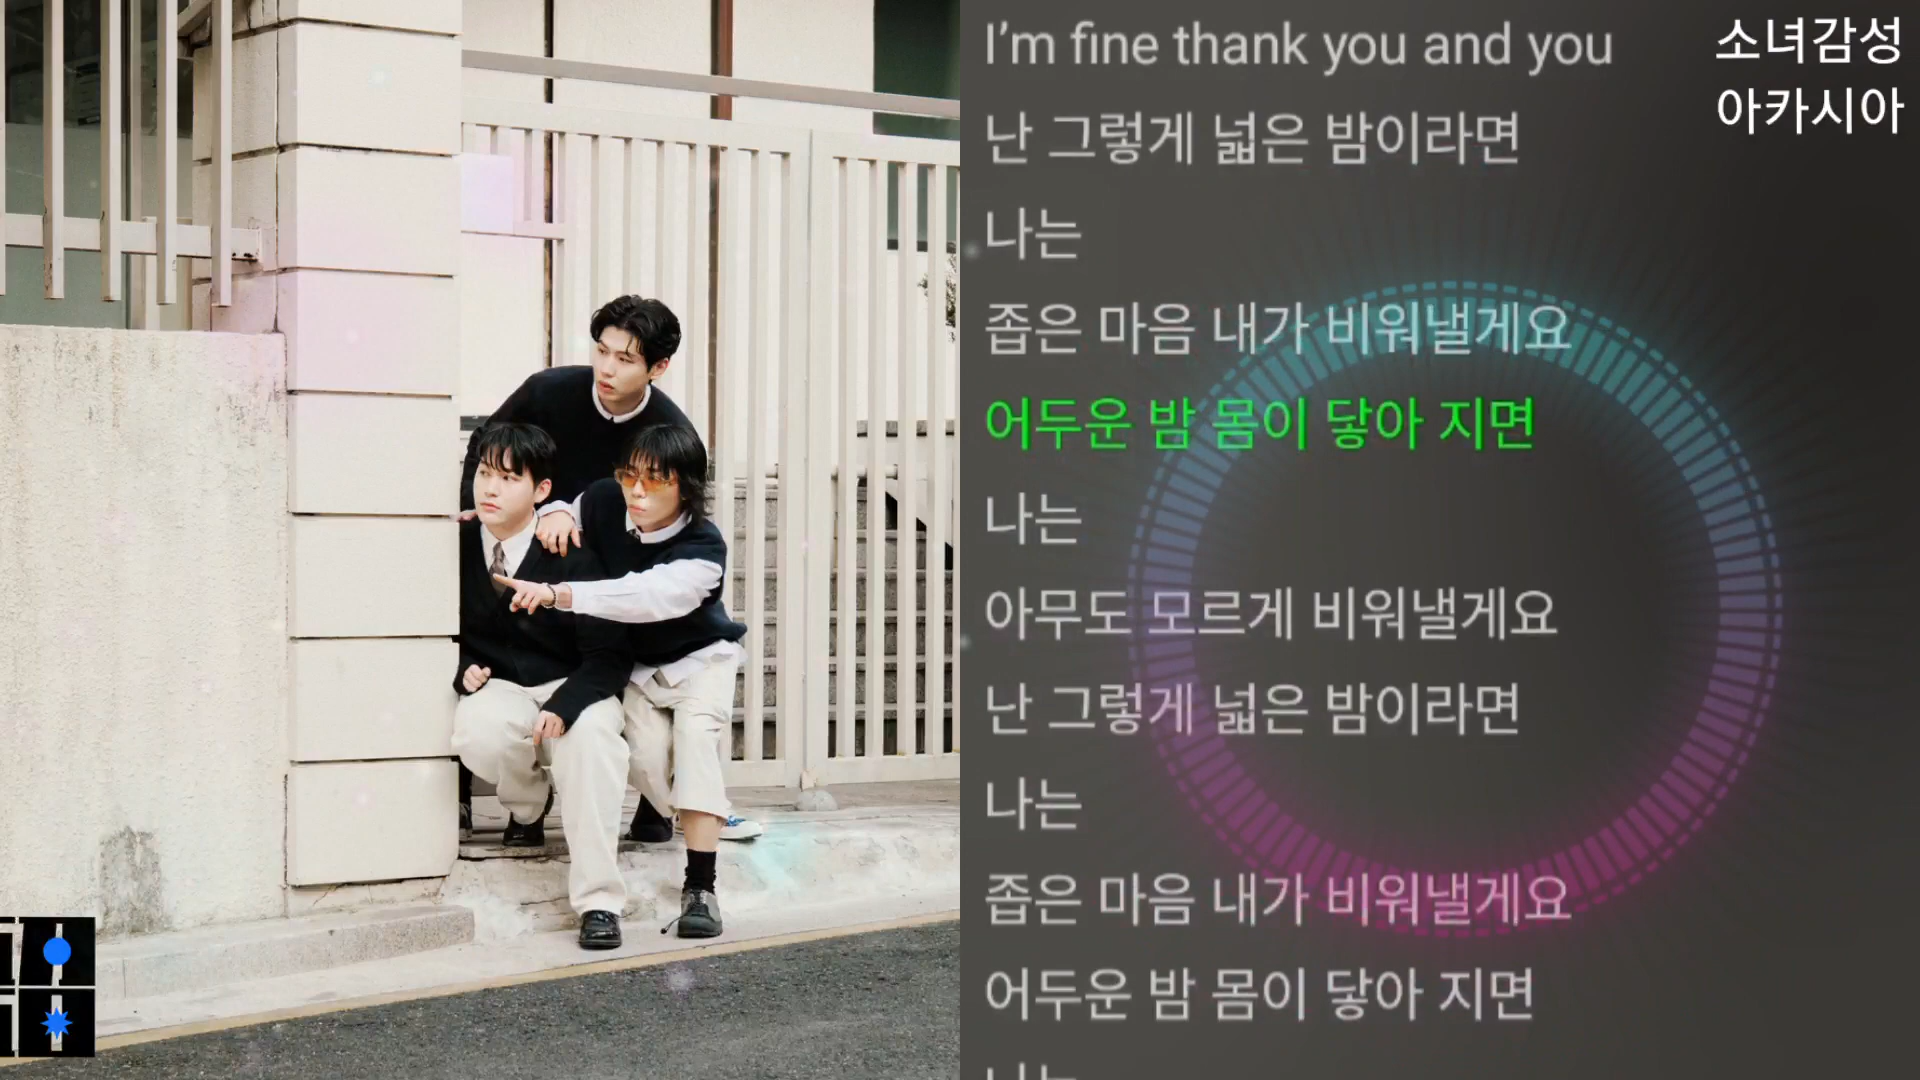 I'm fine thank you and you
난 그렇게 넓은 밤이라면
나는
좁은 마음 내가 비워낼게요
어두운 밤 몸이 닿아 지면
나는
아무도 모르게 비워낼게요
난 그렇게 넓은 밤이라면
나는
좁은 마음 내가 비워낼게요
어두운 밤 몸이 닿아 지면
소녀감성
아카시아